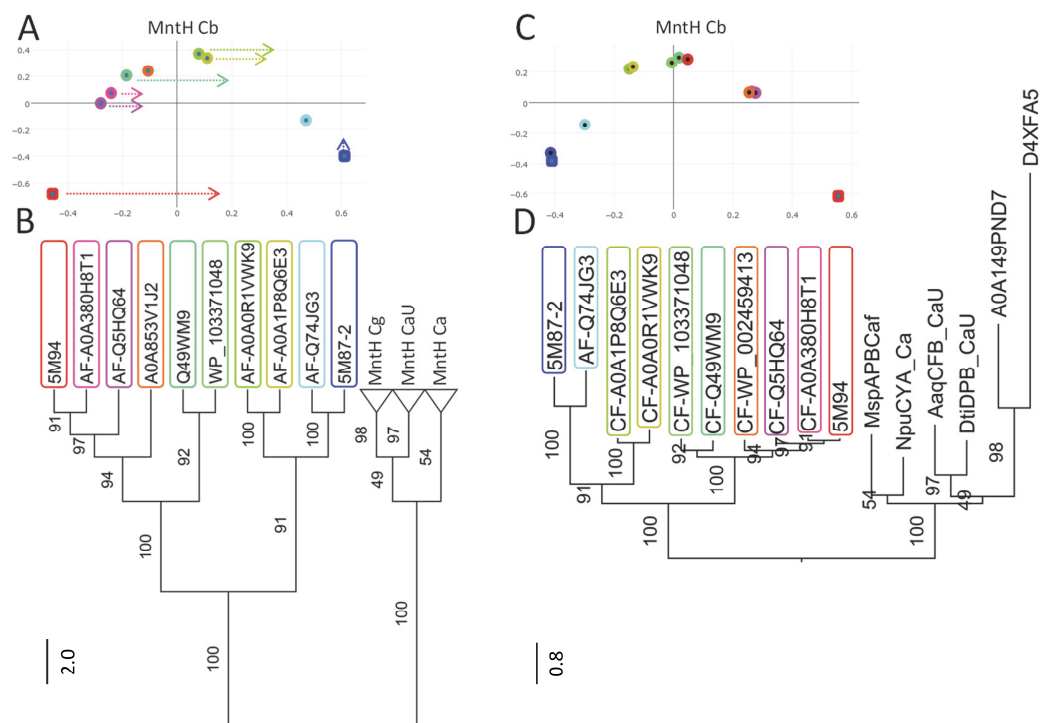 A
MntH Cb
0.4
0.2
0
−0.2
−0.4
−0.6
−0.4
−0.2
0
0.2
0.4
0.6
B
5M94
AF-A0A380H8T1
AF-Q5HQ64
A0A853V1J2
Q49WM9
WP_103371048
AF-A0A0R1VWK9
AF-A0A1P8Q6E3
AF-Q74JG3
5M87-2
MntH Cg
MntH CaU
MntH Ca
91
97
94
92
100
100
100
91
98
97
54
49
100
100
100
2.0
C
MntH Cb
0.2
0
−0.2
−0.4
−0.6
−0.4
−0.2
0
0.2
0.4
0.6
D
5M87-2
AF-Q74JG3
CF-A0A1P8Q6E3
CF-A0A0R1VWK9
CF-WP_103371048
CF-Q49WM9
CF-WP_002459413
CF-Q5HQ64
CF-A0A380H8T1
5M94
MspAPBCaf
NpuCYA_Ca
AaqCFB_CaU
DtiDPB_CaU
A0A149PND7
D4XFA5
100
100
91
92
100
94
97
91
100
54
97
49
98
100
0.8